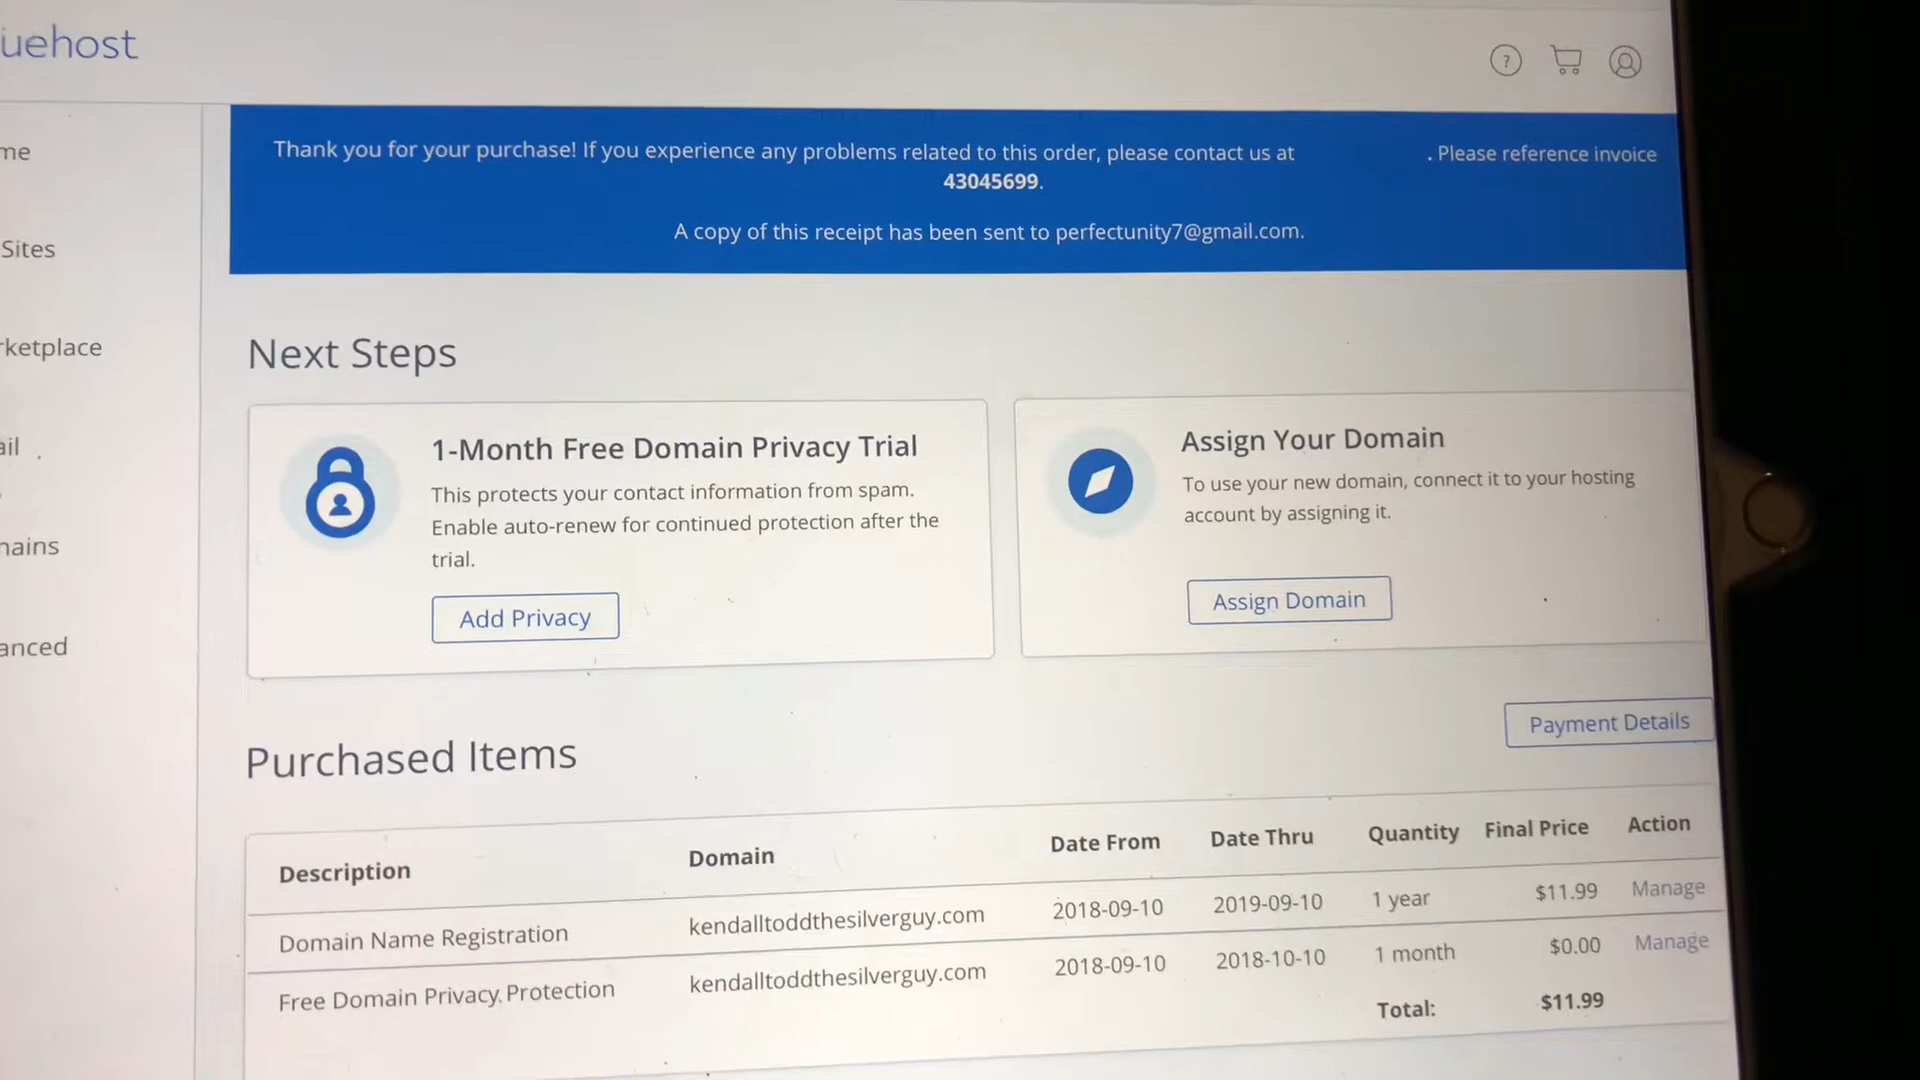 uehost
?
Thank you for your purchase! If you experience any problems related to this order, please contact us at . Please reference invoice
43045699.
A copy of this receipt has been sent to perfectunity7@gmail.com.
me
Sites
rketplace
ail
mains
anced
Next Steps
1-Month Free Domain Privacy Trial
This protects your contact information from spam.
Enable auto-renew for continued protection after the
trial.
Add Privacy
Assign Your Domain
To use your new domain, connect it to your hosting
account by assigning it.
Assign Domain
Payment Details
Purchased Items
Description Domain Date From Date Thru Quantity Final Price Action
Domain Name Registration kendalltoddthesilverguy.com 2018-09-10 2019-09-10 1 year $11.99 Manage
Free Domain Privacy Protection kendalltoddthesilverguy.com 2018-09-10 2018-10-10 1 month $0.00 Manage
Total: $11.99